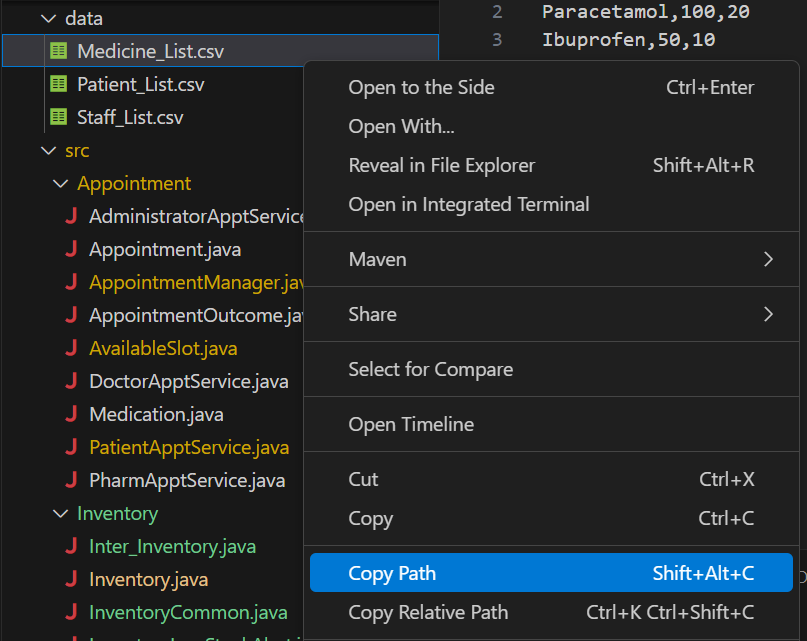 data
Medicine_List.csv
Patient_List.csv
Staff_List.csv
src
Appointment
AdministratorApptService
Appointment.java
AppointmentManager.jav
AppointmentOutcome.jav
AvailableSlot.java
DoctorApptService.java
Medication.java
PatientApptService.java
PharmApptService.java
Inventory
Inter_Inventory.java
Inventory.java
InventoryCommon.java
2 Paracetamol,100,20
3 Ibuprofen,50,10
Open to the Side Ctrl+Enter
Open With...
Reveal in File Explorer Shift+Alt+R
Open in Integrated Terminal
Maven
Share
Select for Compare
Open Timeline
Cut Ctrl+X
Copy Ctrl+C
Copy Path Shift+Alt+C
Copy Relative Path Ctrl+K Ctrl+Shift+C